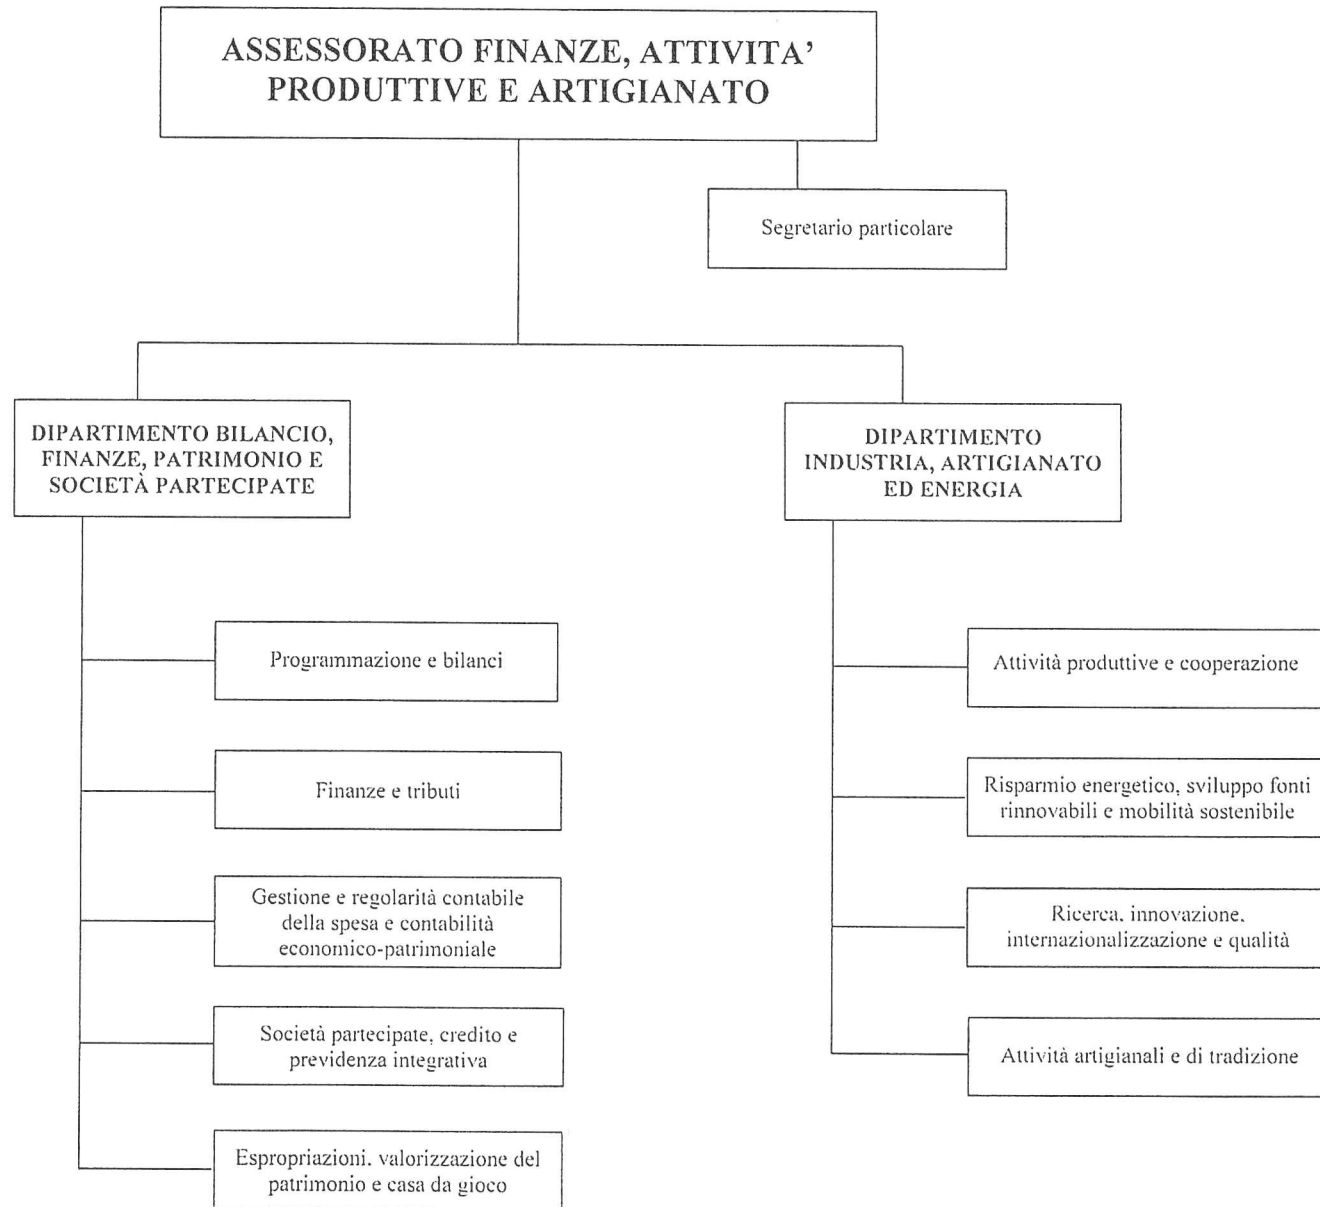 ASSESSORATO FINANZE, ATTIVITA'
PRODUTTIVE E ARTIGIANATO
Segretario particolare
DIPARTIMENTO BILANCIO,
FINANZE, PATRIMONIO E
SOCIETÀ PARTECIPATE
Programmazione e bilanci
Finanze e tributi
Gestione e regolarità contabile
della spesa e contabilità
economico-patrimoniale
Società partecipate, credito e
previdenza integrativa
Espropriazioni, valorizzazione del
patrimonio e casa da gioco
DIPARTIMENTO
INDUSTRIA, ARTIGIANATO
ED ENERGIA
Attività produttive e cooperazione
Risparmio energetico, sviluppo fonti
rinnovabili e mobilità sostenibile
Ricerca, innovazione,
internazionalizzazione e qualità
Attività artigianali e di tradizione